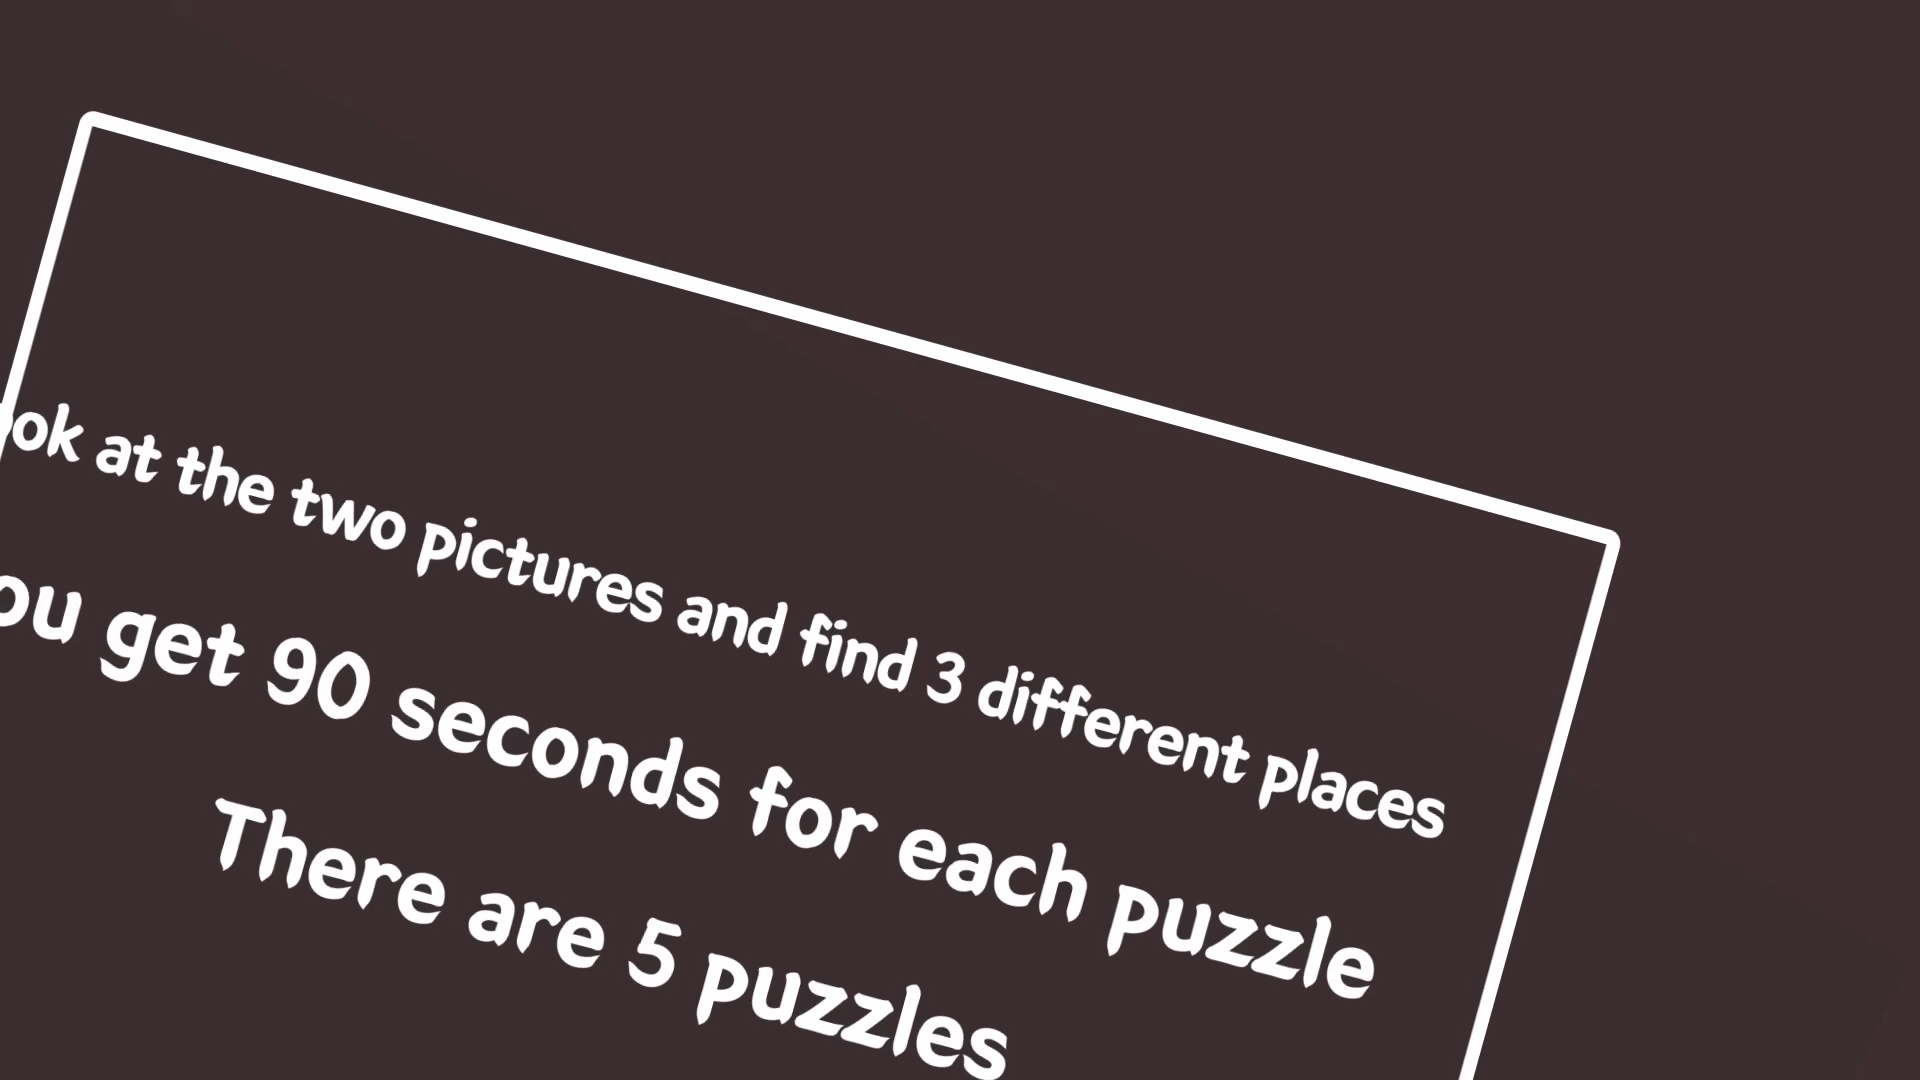 ook at the two pictures and find 3 different places
ou get 90 seconds for each puzzle
There are 5 puzzles